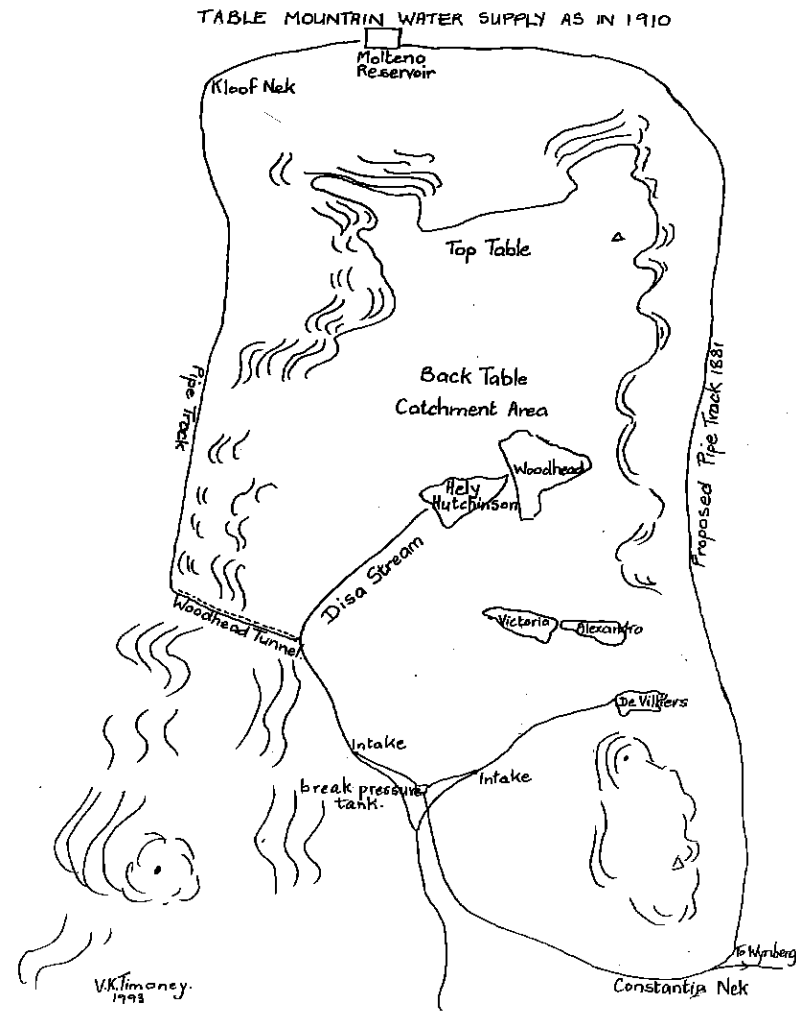 TABLE MOUNTAIN WATER SUPPLY AS IN 1910
Molteno
Reservoir
Kloof Nek
Top Table
Proposed Pipe Track 1881
Pipe Track
Back Table
Catchment Area
Woodhead
Hely
Hutchinson
Disa Stream
Woodhead Tunnel
Victoria
Alexandra
De Villiers
Intake
Intake
break pressure
tank.
To Wynberg
Constantia Nek
V.K.Timoney.
1993